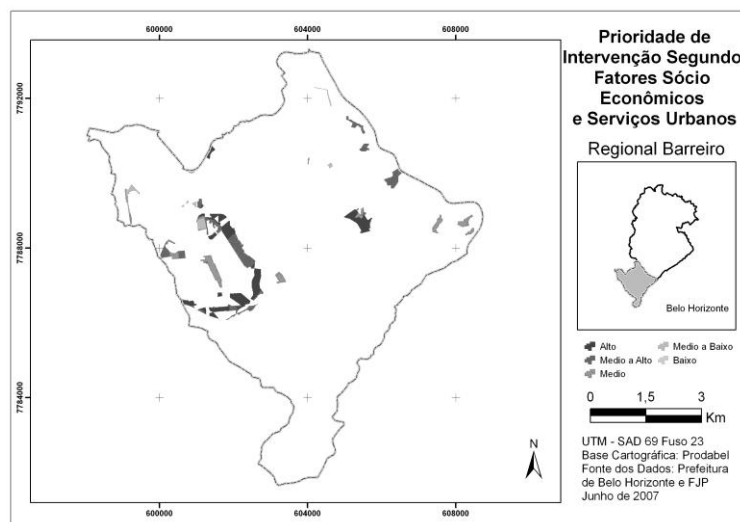 600000
604000
608000
7792000
7788000
7784000
600000
604000
608000
Prioridade de
Intervenção Segundo
Fatores Sócio
Econômicos
e Serviços Urbanos
Regional Barreiro
Belo Horizonte
Alto
Medio a Baixo
Medio a Alto
Baixo
Medio
0
1,5
3
Km
N
UTM - SAD 69 Fuso 23
Base Cartográfica: Prodabel
Fonte dos Dados: Prefeitura
de Belo Horizonte e FJP
Junho de 2007